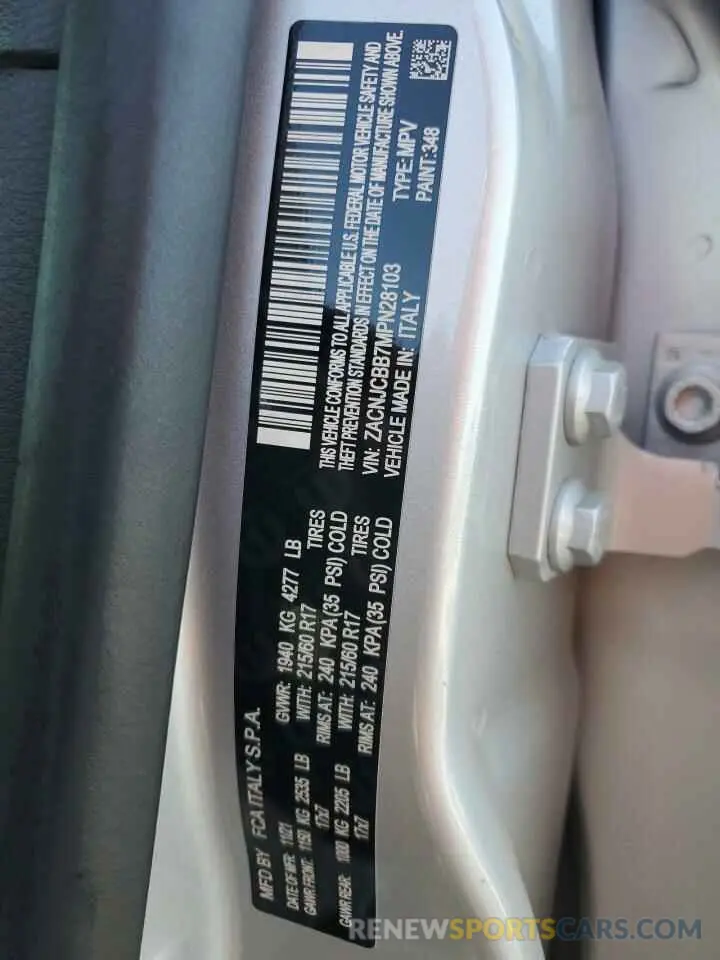 MFD BY FCA ITALY S.P.A.
DATE OF MFR: 11/21 GVWR: 1940 KG 4277 LB
GAWR FRONT: 1150 KG 2535 LB WITH: 215/60 R17 TIRES
17x7 RIMS AT: 240 KPA(35 PSI) COLD
GAWR REAR: 1000 KG 2205 LB WITH: 215/60 R17 TIRES
17x7 RIMS AT: 240 KPA(35 PSI) COLD
THIS VEHICLE CONFORMS TO ALL APPLICABLE U.S. FEDERAL MOTOR VEHICLE SAFETY AND
THEFT PREVENTION STANDARDS IN EFFECT ON THE DATE OF MANUFACTURE SHOWN ABOVE.
VIN: ZACNJCBB7MPN28103 TYPE: MPV
VEHICLE MADE IN: ITALY PAINT: 348
RENEWSPORTSCARS.COM